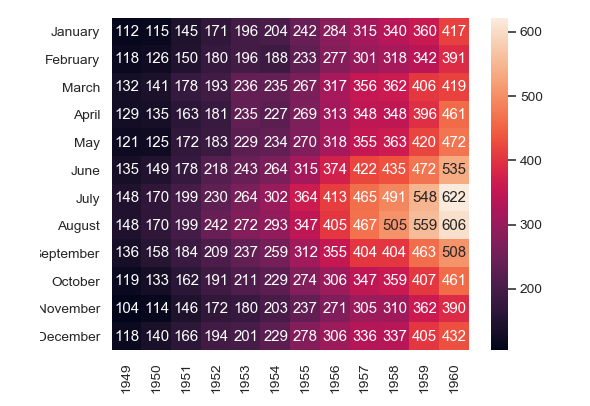 January 112 115 145 171 196 204 242 284 315 340 360 417
February 118 126 150 180 196 188 233 277 301 318 342 391
March 132 141 178 193 236 235 267 317 356 362 406 419
April 129 135 163 181 235 227 269 313 348 348 396 461
May 121 125 172 183 229 234 270 318 355 363 420 472
June 135 149 178 218 243 264 315 374 422 435 472 535
July 148 170 199 230 264 302 364 413 465 491 548 622
August 148 170 199 242 272 293 347 405 467 505 559 606
September 136 158 184 209 237 259 312 355 404 404 463 508
October 119 133 162 191 211 229 274 306 347 359 407 461
November 104 114 146 172 180 203 237 271 305 310 362 390
December 118 140 166 194 201 229 278 306 336 337 405 432
1949 1950 1951 1952 1953 1954 1955 1956 1957 1958 1959 1960
600
500
400
300
200